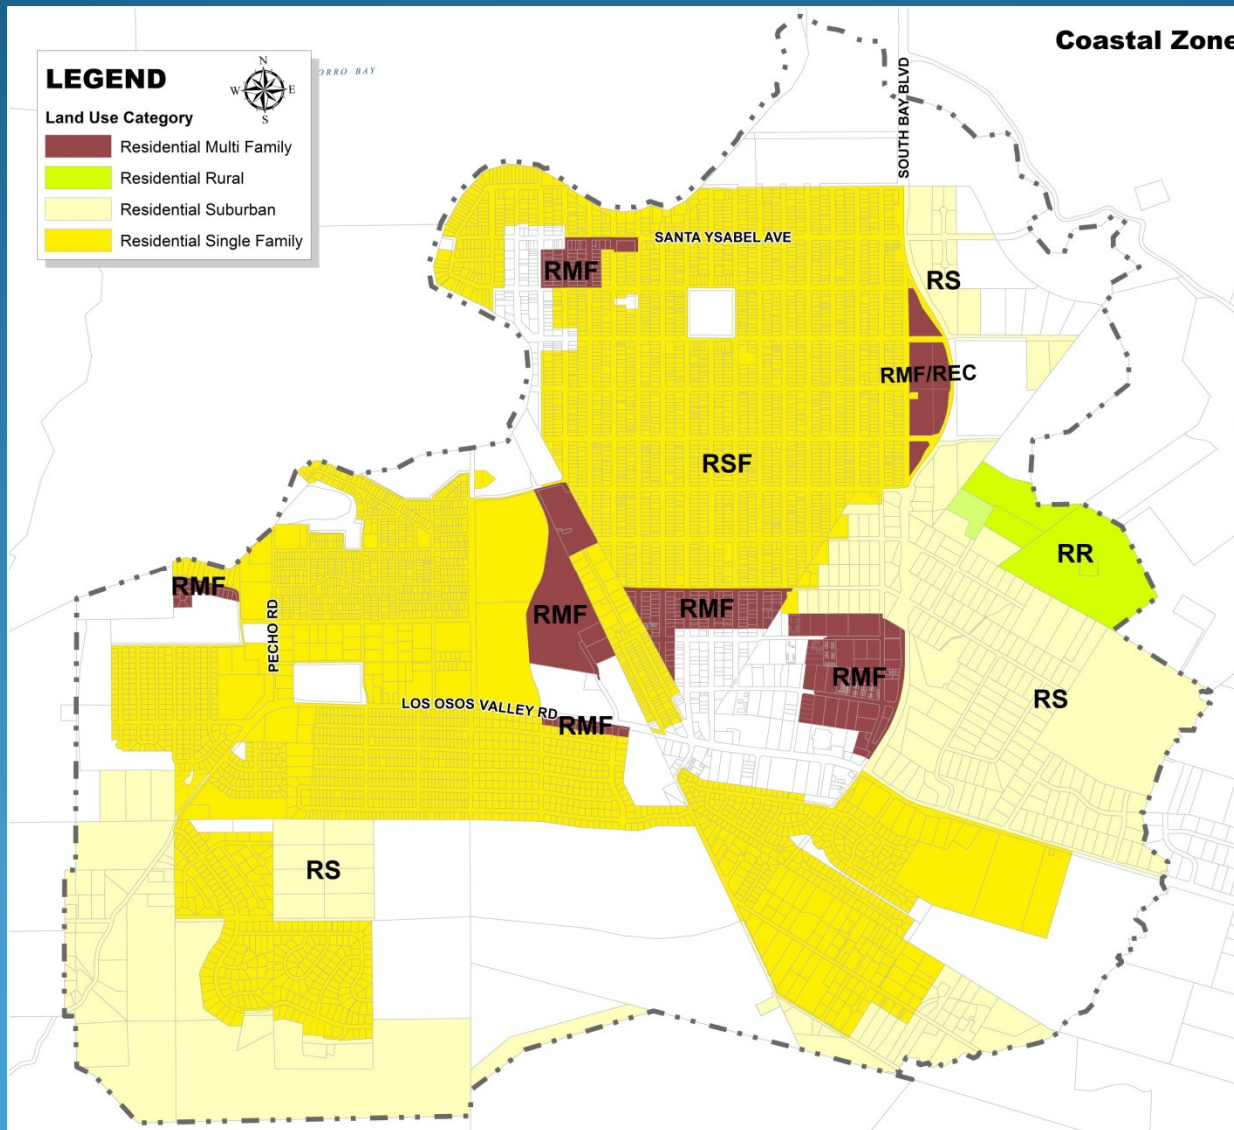 Coastal Zone
LEGEND
N
W E
S
ORRO BAY
Land Use Category
Residential Multi Family
Residential Rural
Residential Suburban
Residential Single Family
SOUTH BAY BLVD
SANTA YSABEL AVE
RMF
RS
RMF/REC
RSF
RR
RMF
RMF
RMF
PECHO RD
RMF
RS
LOS OSOS VALLEY RD
RMF
RS